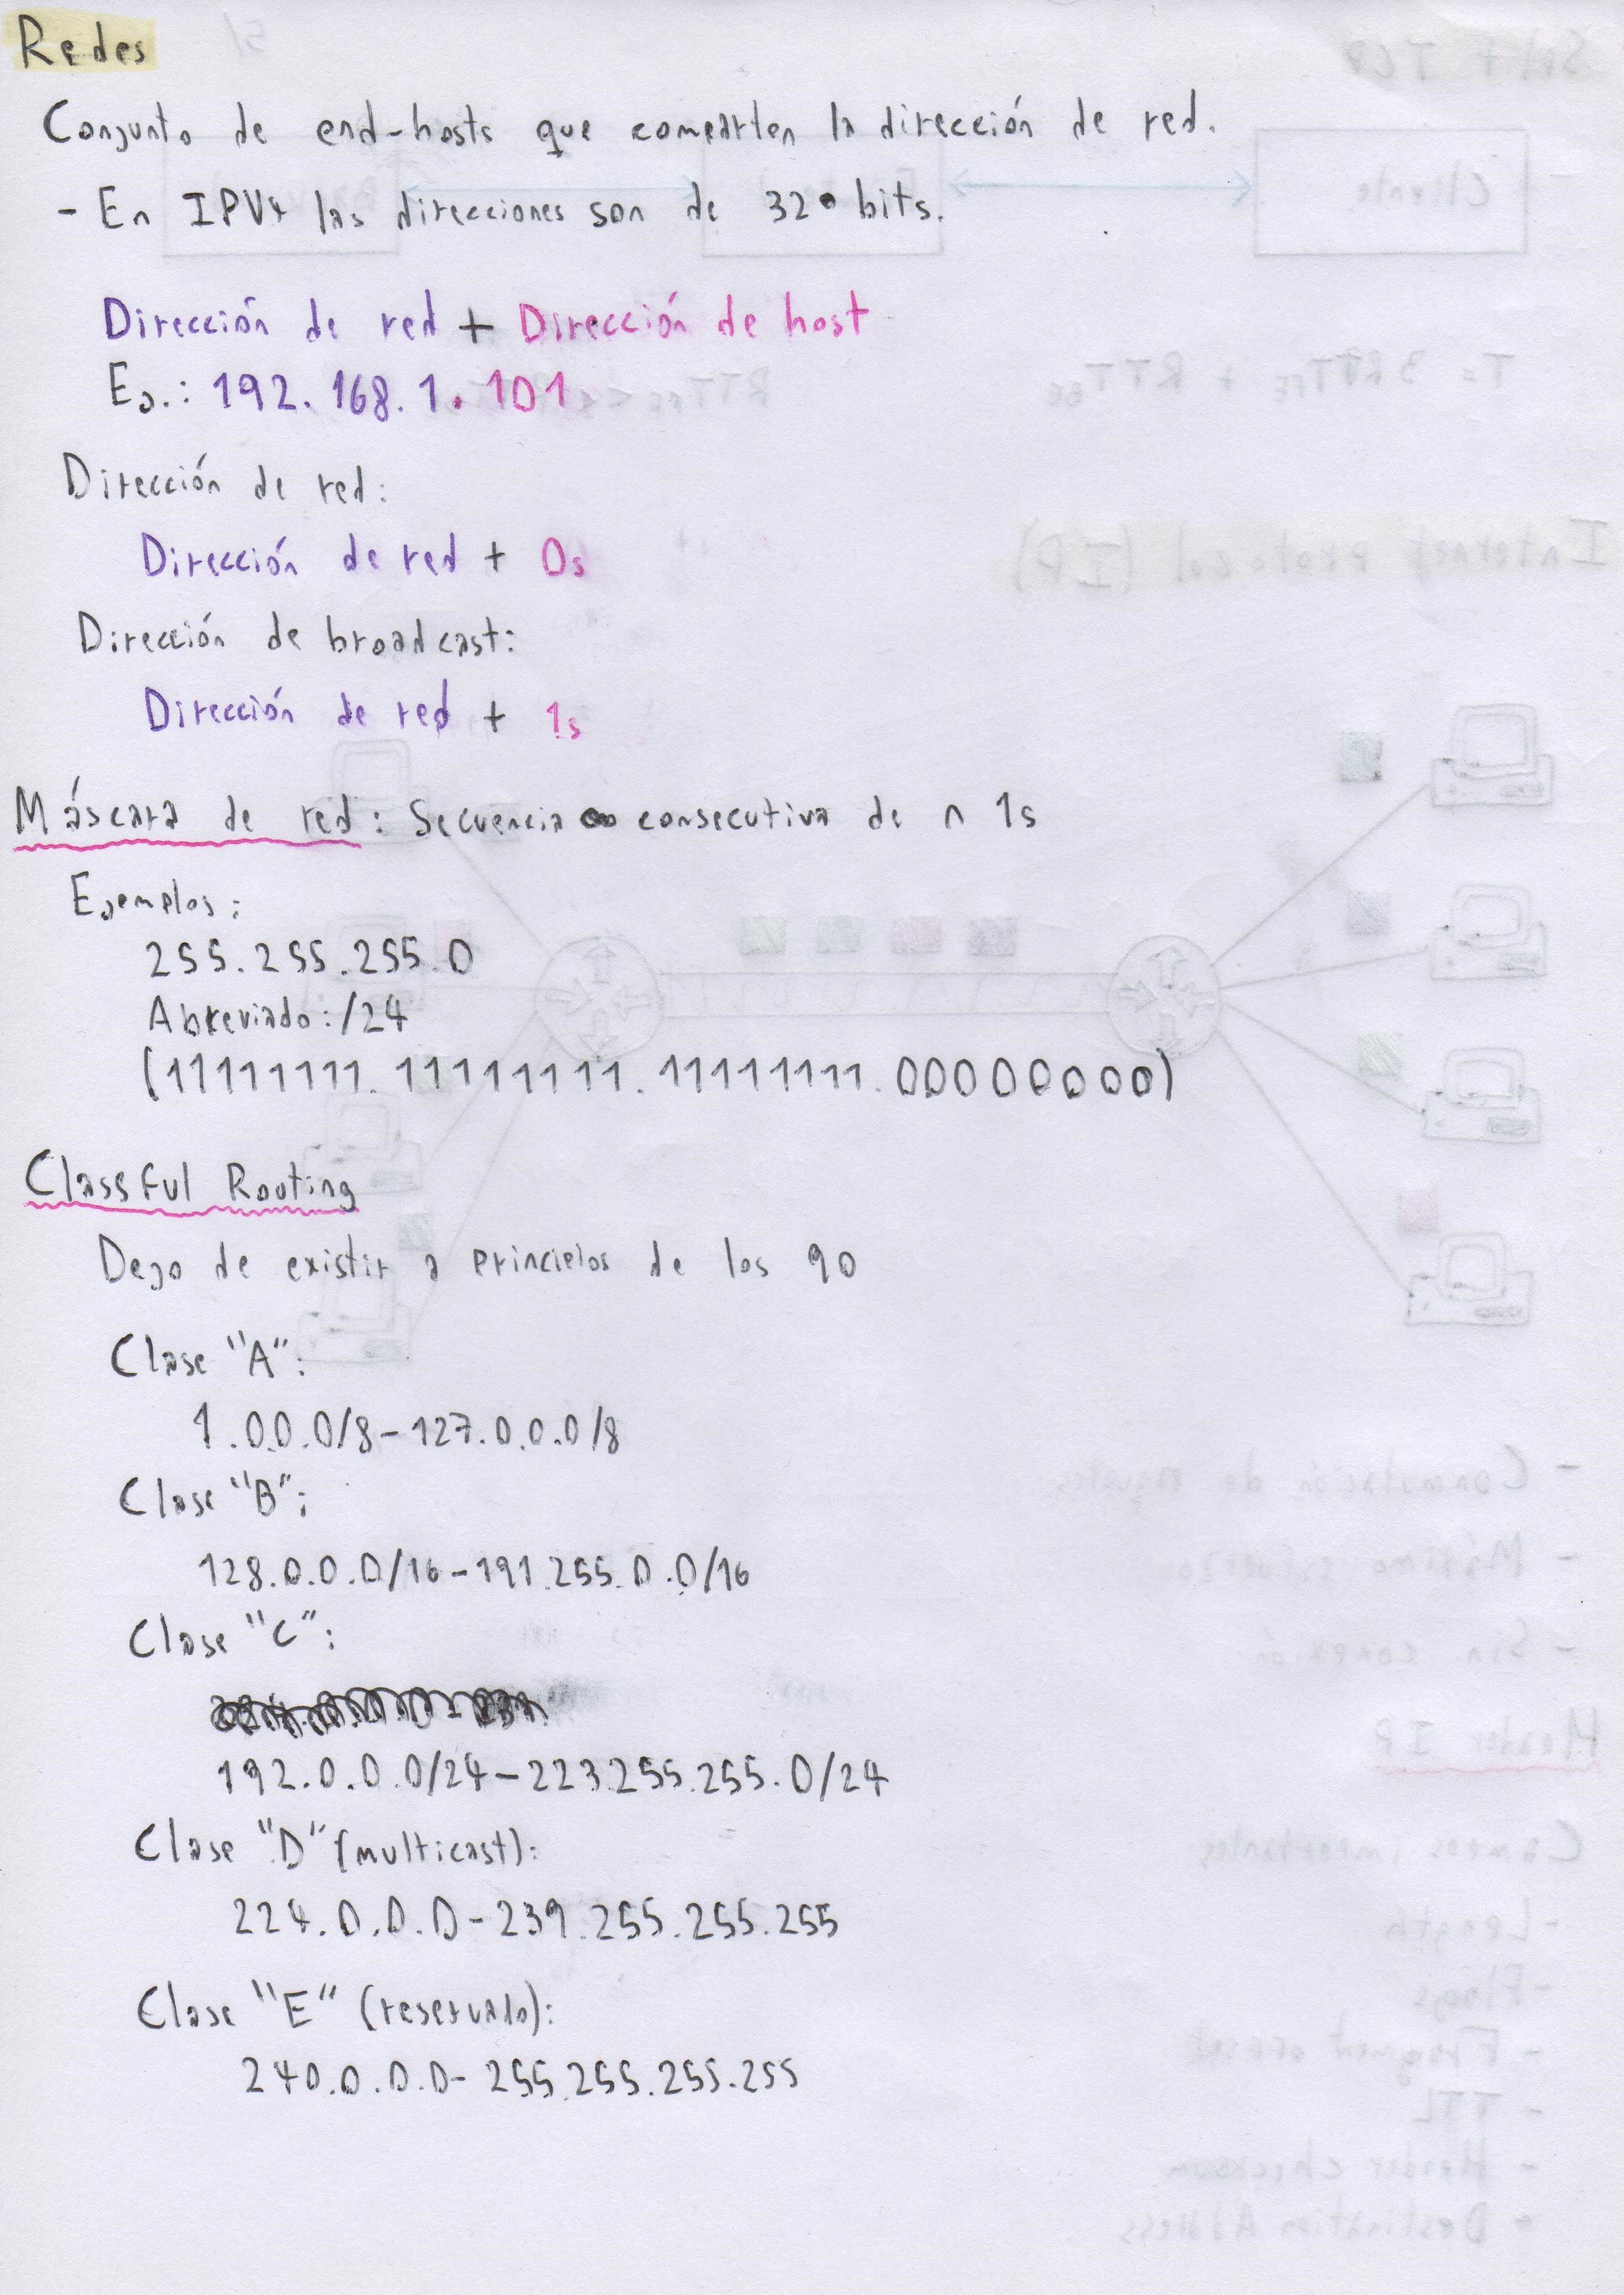 Redes
Conjunto de end-hosts que comparten la dirección de red.
- En IPV4 las direcciones son de 32 bits.
Dirección de red + Dirección de host
Ej.: 192.168.1.101
Dirección de red:
Dirección de red + 0s
Dirección de broadcast:
Dirección de red + 1s
Máscara de red: Secuencia consecutiva de n 1s
Ejemplos:
255.255.255.0
Abreviado: /24
(11111111.11111111.11111111.00000000)
Classful Routing
Dejo de existir a principios de los 90
Clase "A":
1.0.0.0/8-127.0.0.0/8
Clase "B":
128.0.0.0/16-191.255.0.0/16
Clase "C":
192.0.0.0/24-223.255.255.0/24
Clase "D" (multicast):
224.0.0.0-239.255.255.255
Clase "E" (reservado):
240.0.0.0-255.255.255.255